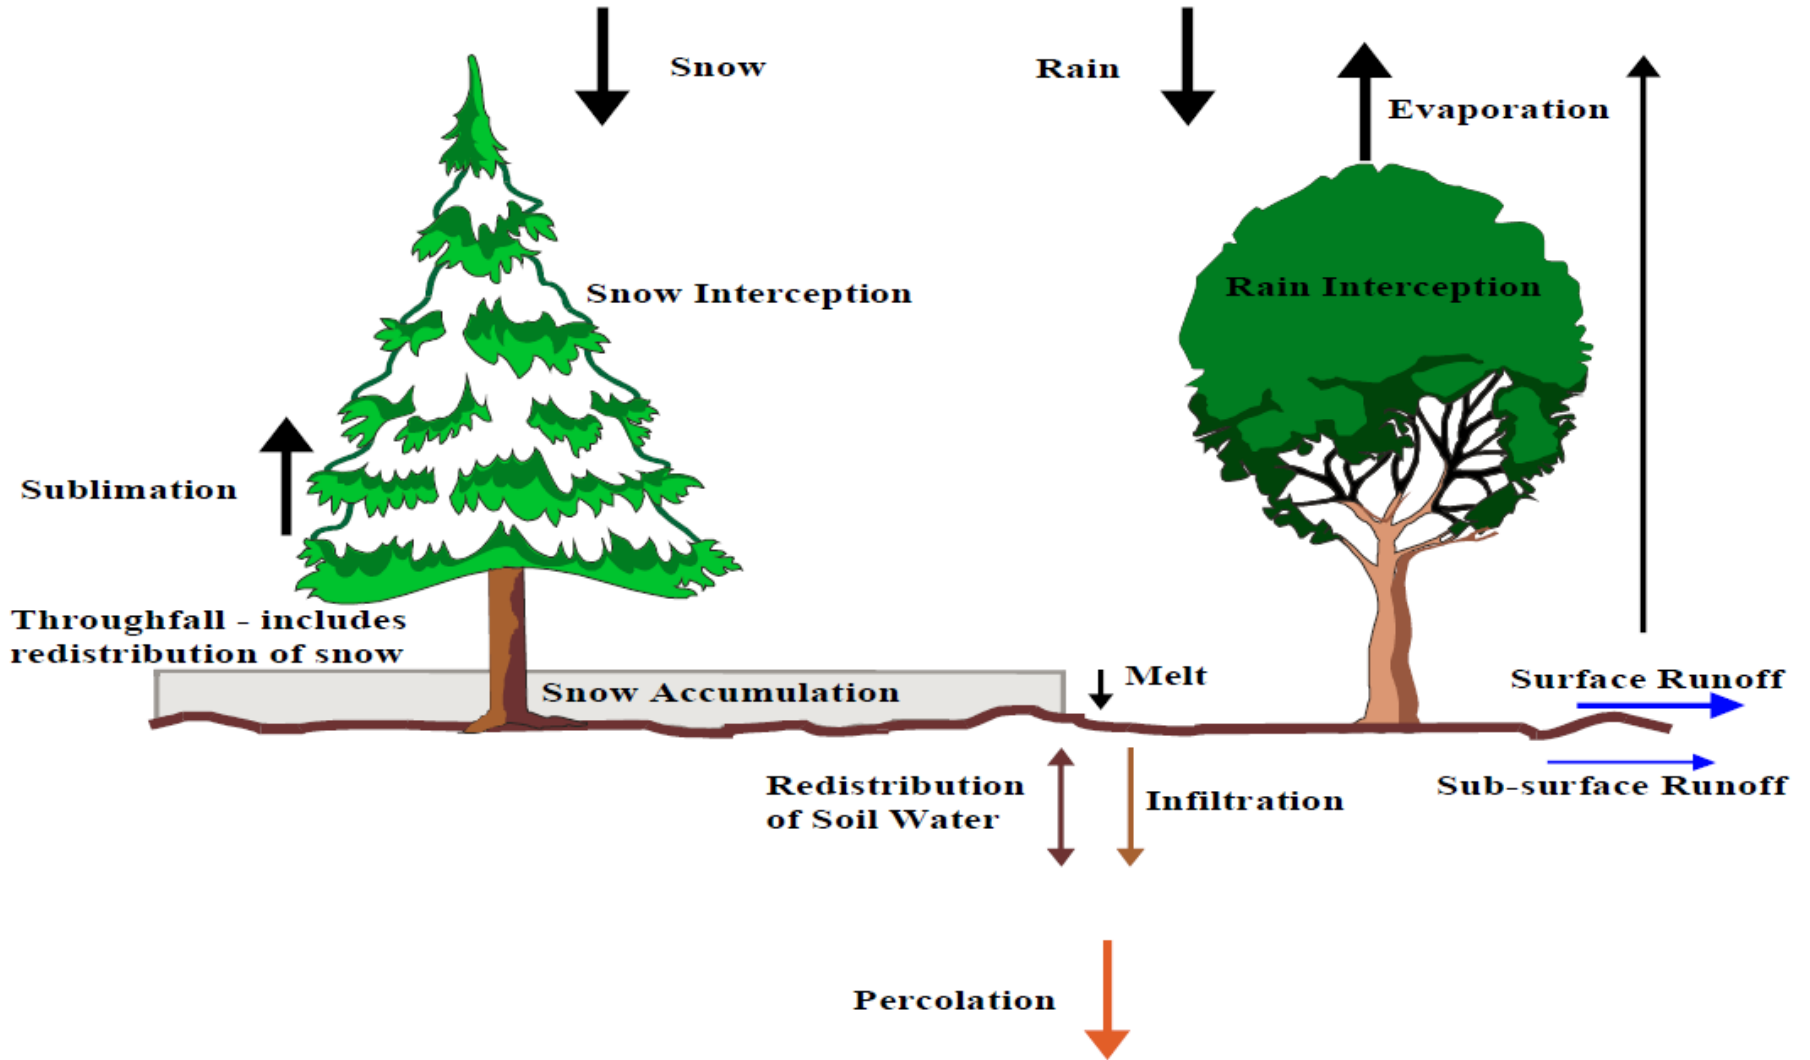 Snow
Rain
Evaporation
Snow Interception
Rain Interception
Sublimation
Throughfall - includes
redistribution of snow
Snow Accumulation
Melt
Surface Runoff
Redistribution
of Soil Water
Infiltration
Sub-surface Runoff
Percolation